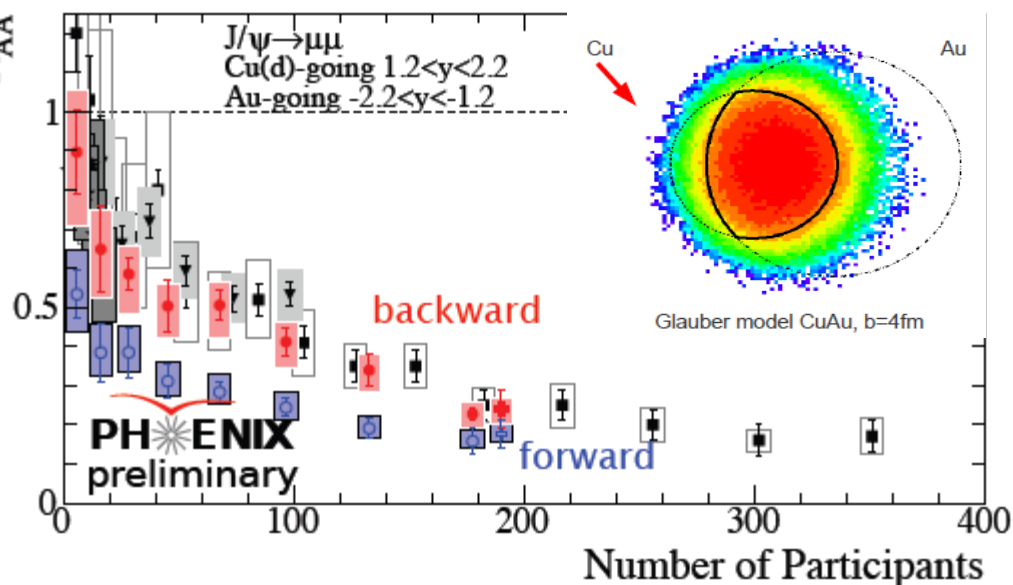 AA
J/ψ→μμ
Cu(d)-going 1.2<y<2.2
Au-going -2.2<y<-1.2
Cu
Au
1
0.5
backward
Glauber model CuAu, b=4fm
PHENIX
preliminary
forward
0
0
100
200
300
400
Number of Participants